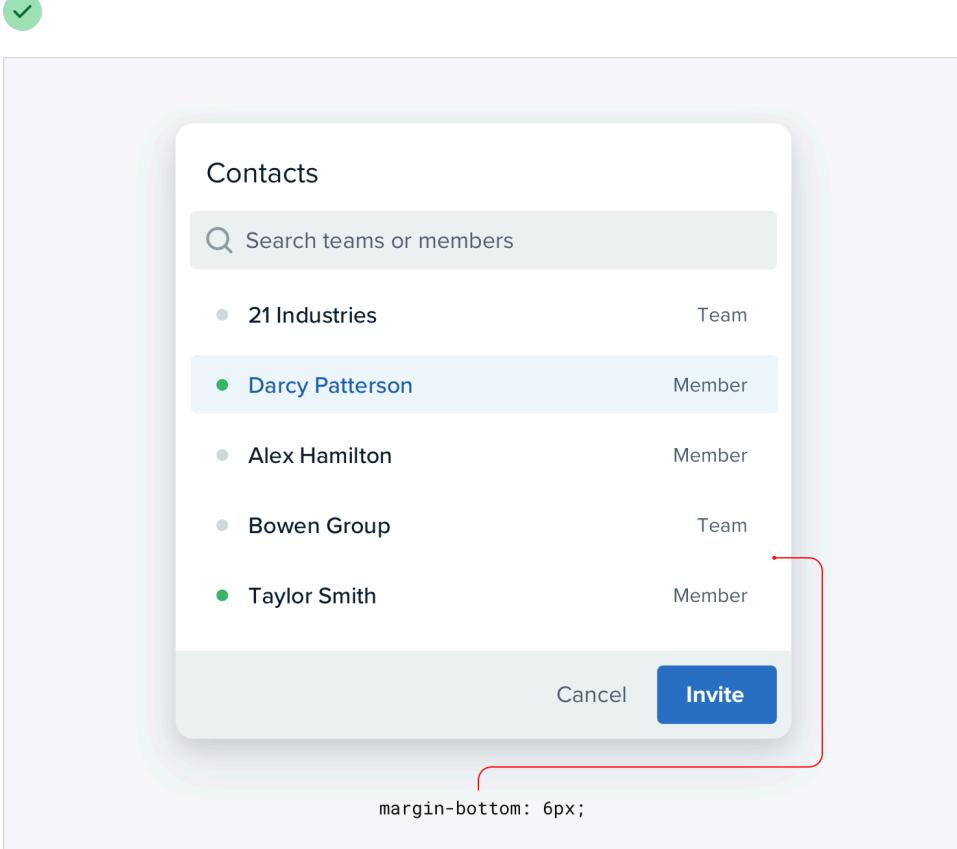 Contacts
Search teams or members
21 Industries Team
Darcy Patterson Member
Alex Hamilton Member
Bowen Group Team
Taylor Smith Member
Cancel Invite
margin-bottom: 6px;